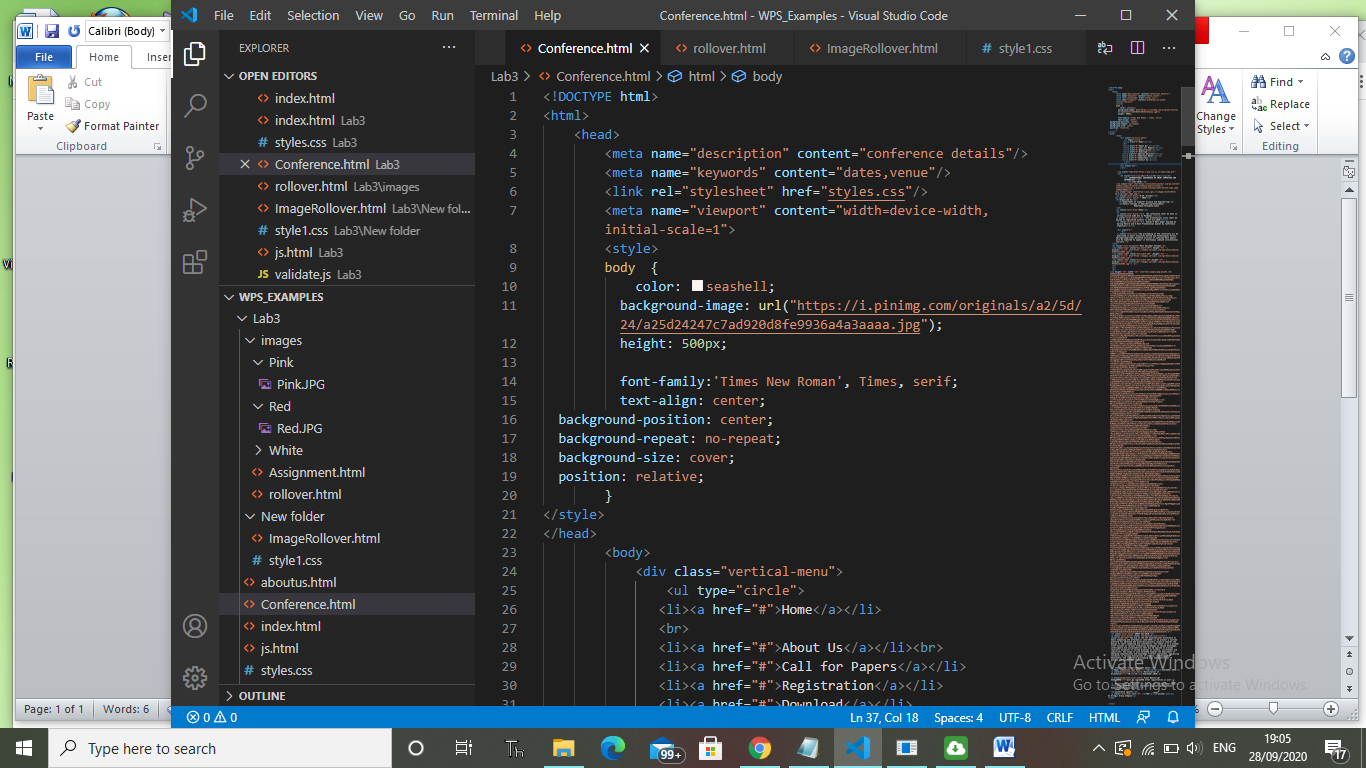 File Edit Selection View Go Run Terminal Help Conference.html - WPS_Examples - Visual Studio Code
Calibri (Body)
File Home Inser
Cut
Copy
Paste Format Painter
Clipboard
Change Styles
Find
Replace
Select
Editing
EXPLORER
OPEN EDITORS
index.html
index.html Lab3
styles.css Lab3
Conference.html Lab3
rollover.html Lab3\images
ImageRollover.html Lab3\New fol...
style1.css Lab3\New folder
js.html Lab3
JS validate.js Lab3
WPS_EXAMPLES
Lab3
images
Pink
Pink.JPG
Red
Red.JPG
White
Assignment.html
rollover.html
New folder
ImageRollover.html
style1.css
aboutus.html
Conference.html
index.html
js.html
styles.css
OUTLINE
Conference.html rollover.html ImageRollover.html style1.css
Lab3 > Conference.html > html > body
1 <!DOCTYPE html>
2 <html>
3 <head>
4 <meta name="description" content="conference details"/>
5 <meta name="keywords" content="dates,venue"/>
6 <link rel="stylesheet" href="styles.css"/>
7 <meta name="viewport" content="width=device-width,
initial-scale=1">
8 <style>
9 body {
10 color: seashell;
11 background-image: url("https://i.pinimg.com/originals/a2/5d/
24/a25d24247c7ad920d8fe9936a4a3aaaa.jpg");
12 height: 500px;
13
14 font-family:'Times New Roman', Times, serif;
15 text-align: center;
16 background-position: center;
17 background-repeat: no-repeat;
18 background-size: cover;
19 position: relative;
20 }
21 </style>
22 </head>
23 <body>
24 <div class="vertical-menu">
25 <ul type="circle">
26 <li><a href="#">Home</a></li>
27 <br>
28 <li><a href="#">About Us</a></li><br>
29 <li><a href="#">Call for Papers</a></li>
30 <li><a href="#">Registration</a></li>
31 <li><a href="#">Download</a></li>
Activate Windows
Go to Settings to activate Windows.
Page: 1 of 1 Words: 6
0 0 Ln 37, Col 18 Spaces: 4 UTF-8 CRLF HTML
Type here to search 99+ ENG 19:05
28/09/2020 17